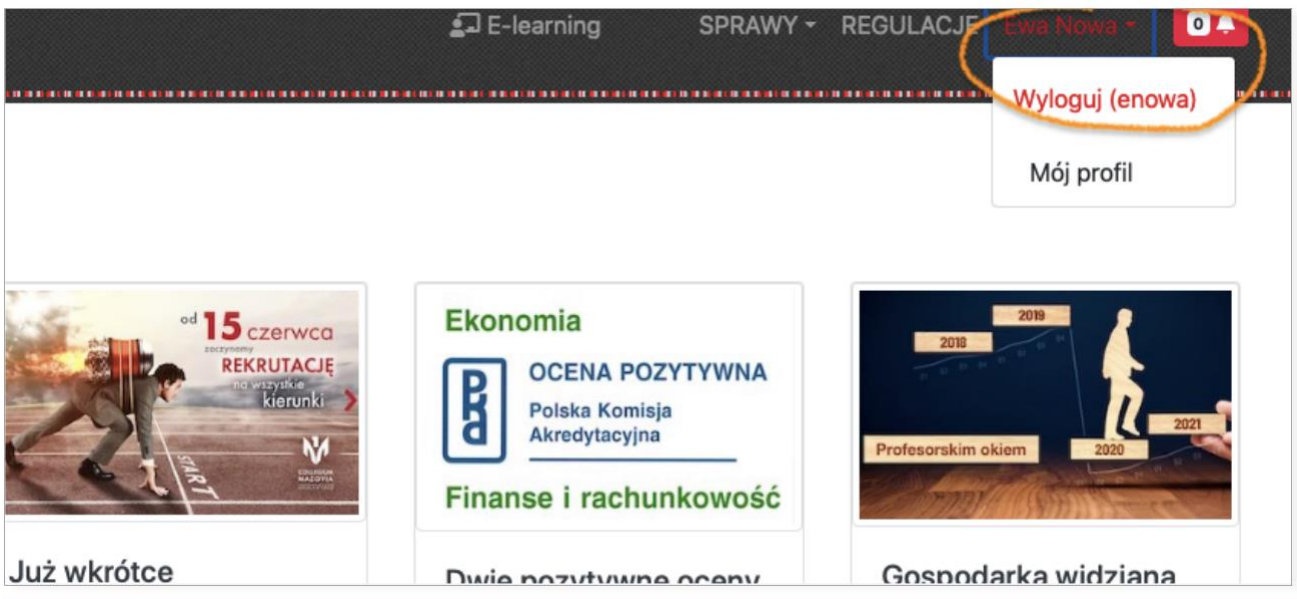 E-learning
SPRAWY
REGULACJE
Ewa Nowa
0
Wyloguj (enowa)
Mój profil
od 15 czerwca
zaczynamy
REKRUTACJĘ
na wszystkie
kierunki
START
COLLEGIUM
MAZOVIA
Ekonomia
OCENA POZYTYWNA
Polska Komisja
Akredytacyjna
Finanse i rachunkowość
2019
2018
2021
Profesorskim okiem
2020
Już wkrótce
Dwie pozytywne oceny
Gospodarka widziana